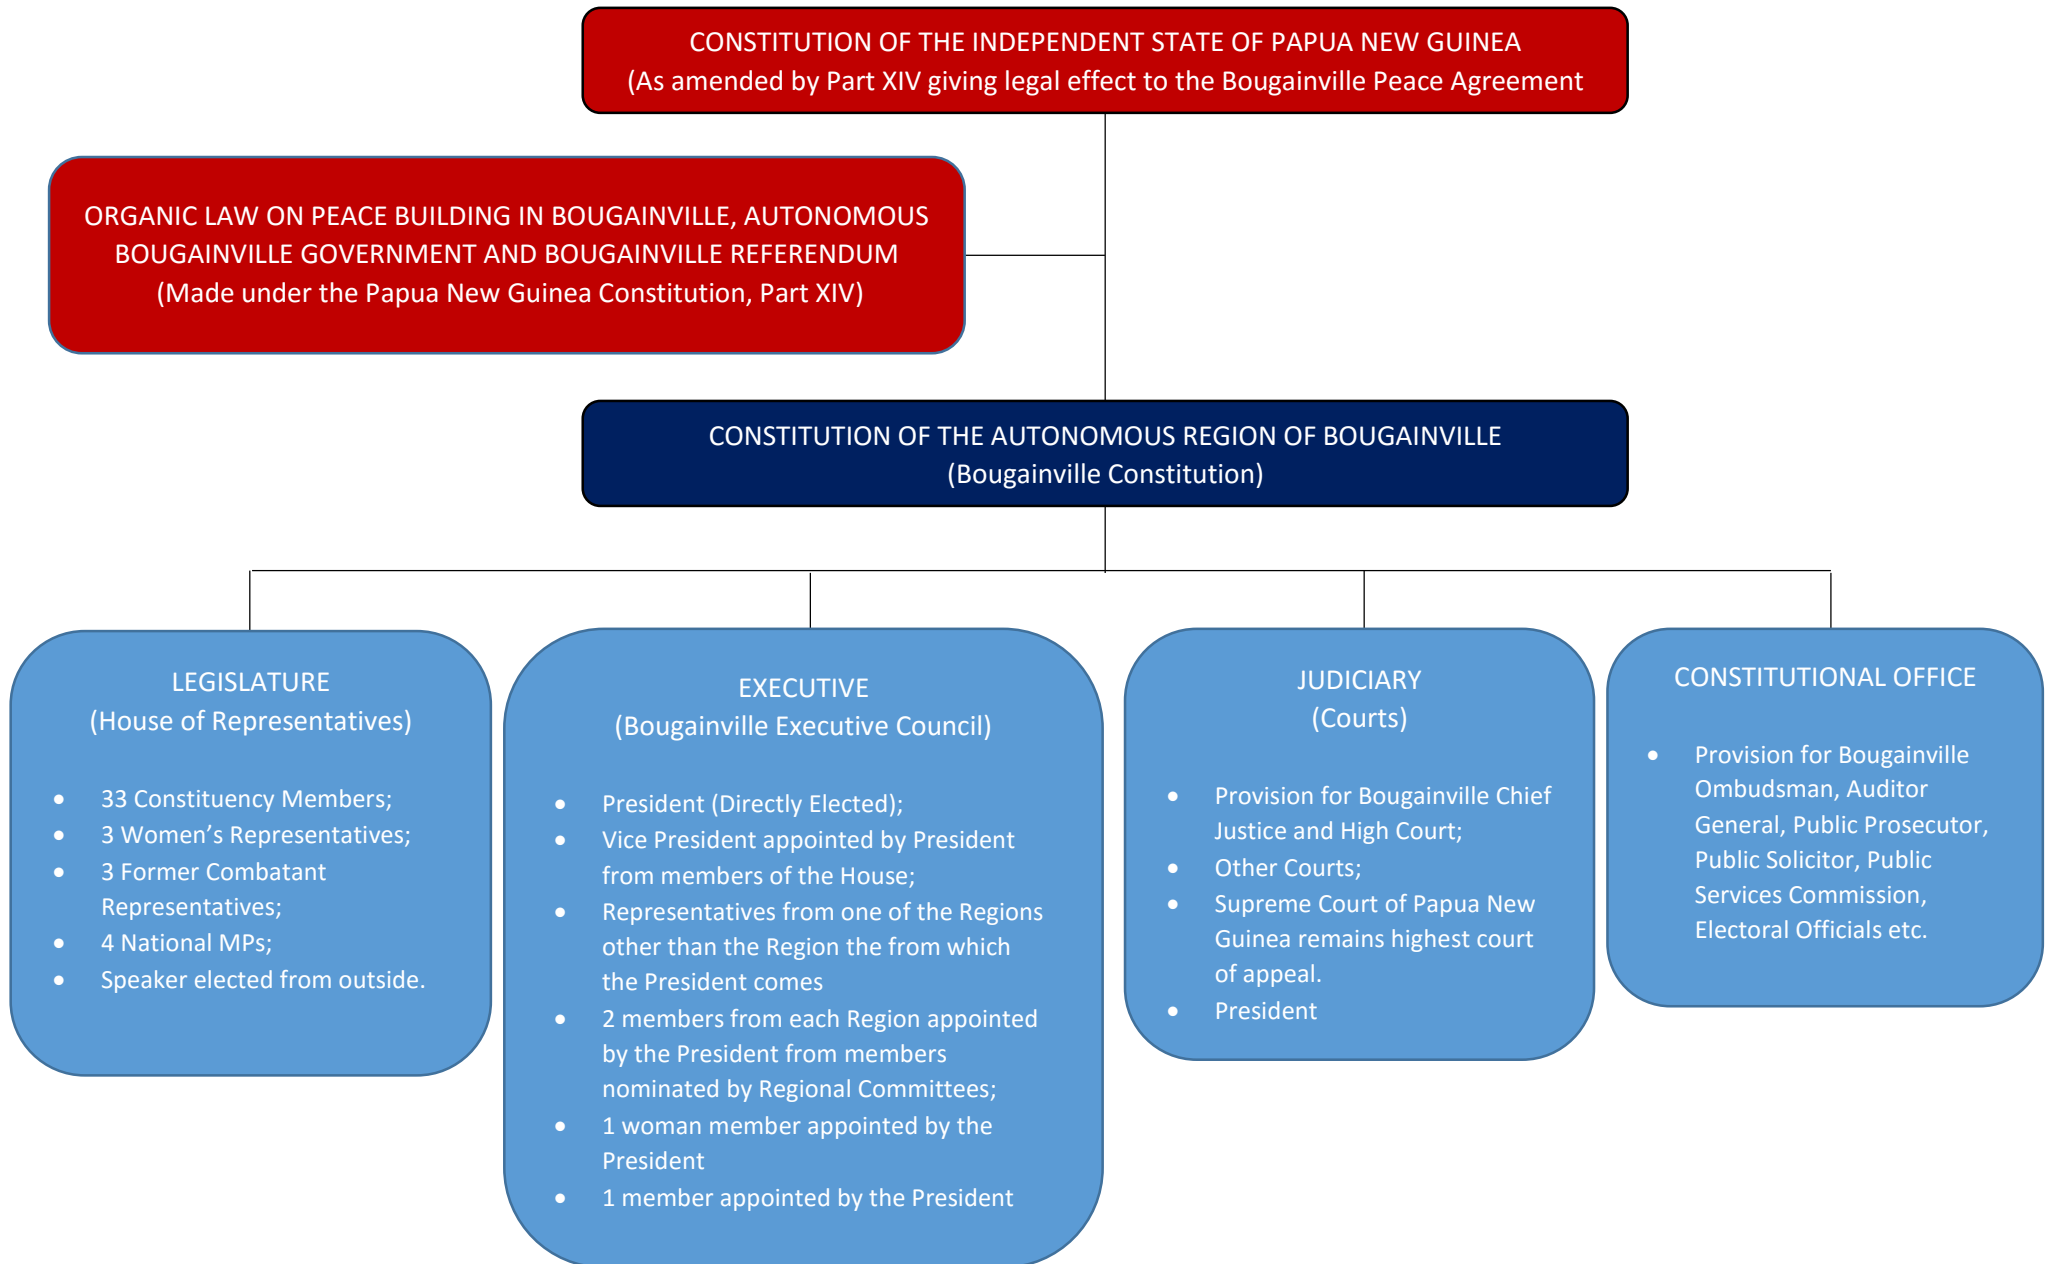 CONSTITUTION OF THE INDEPENDENT STATE OF PAPUA NEW GUINEA
(As amended by Part XIV giving legal effect to the Bougainville Peace Agreement
ORGANIC LAW ON PEACE BUILDING IN BOUGAINVILLE, AUTONOMOUS
BOUGAINVILLE GOVERNMENT AND BOUGAINVILLE REFERENDUM
(Made under the Papua New Guinea Constitution, Part XIV)
CONSTITUTION OF THE AUTONOMOUS REGION OF BOUGAINVILLE
(Bougainville Constitution)
LEGISLATURE
(House of Representatives)
• 33 Constituency Members;
• 3 Women’s Representatives;
• 3 Former Combatant
Representatives;
• 4 National MPs;
• Speaker elected from outside.
EXECUTIVE
(Bougainville Executive Council)
• President (Directly Elected);
• Vice President appointed by President
from members of the House;
• Representatives from one of the Regions
other than the Region the from which
the President comes
• 2 members from each Region appointed
by the President from members
nominated by Regional Committees;
• 1 woman member appointed by the
President
• 1 member appointed by the President
JUDICIARY
(Courts)
• Provision for Bougainville Chief
Justice and High Court;
• Other Courts;
• Supreme Court of Papua New
Guinea remains highest court
of appeal.
• President
CONSTITUTIONAL OFFICE
• Provision for Bougainville
Ombudsman, Auditor
General, Public Prosecutor,
Public Solicitor, Public
Services Commission,
Electoral Officials etc.